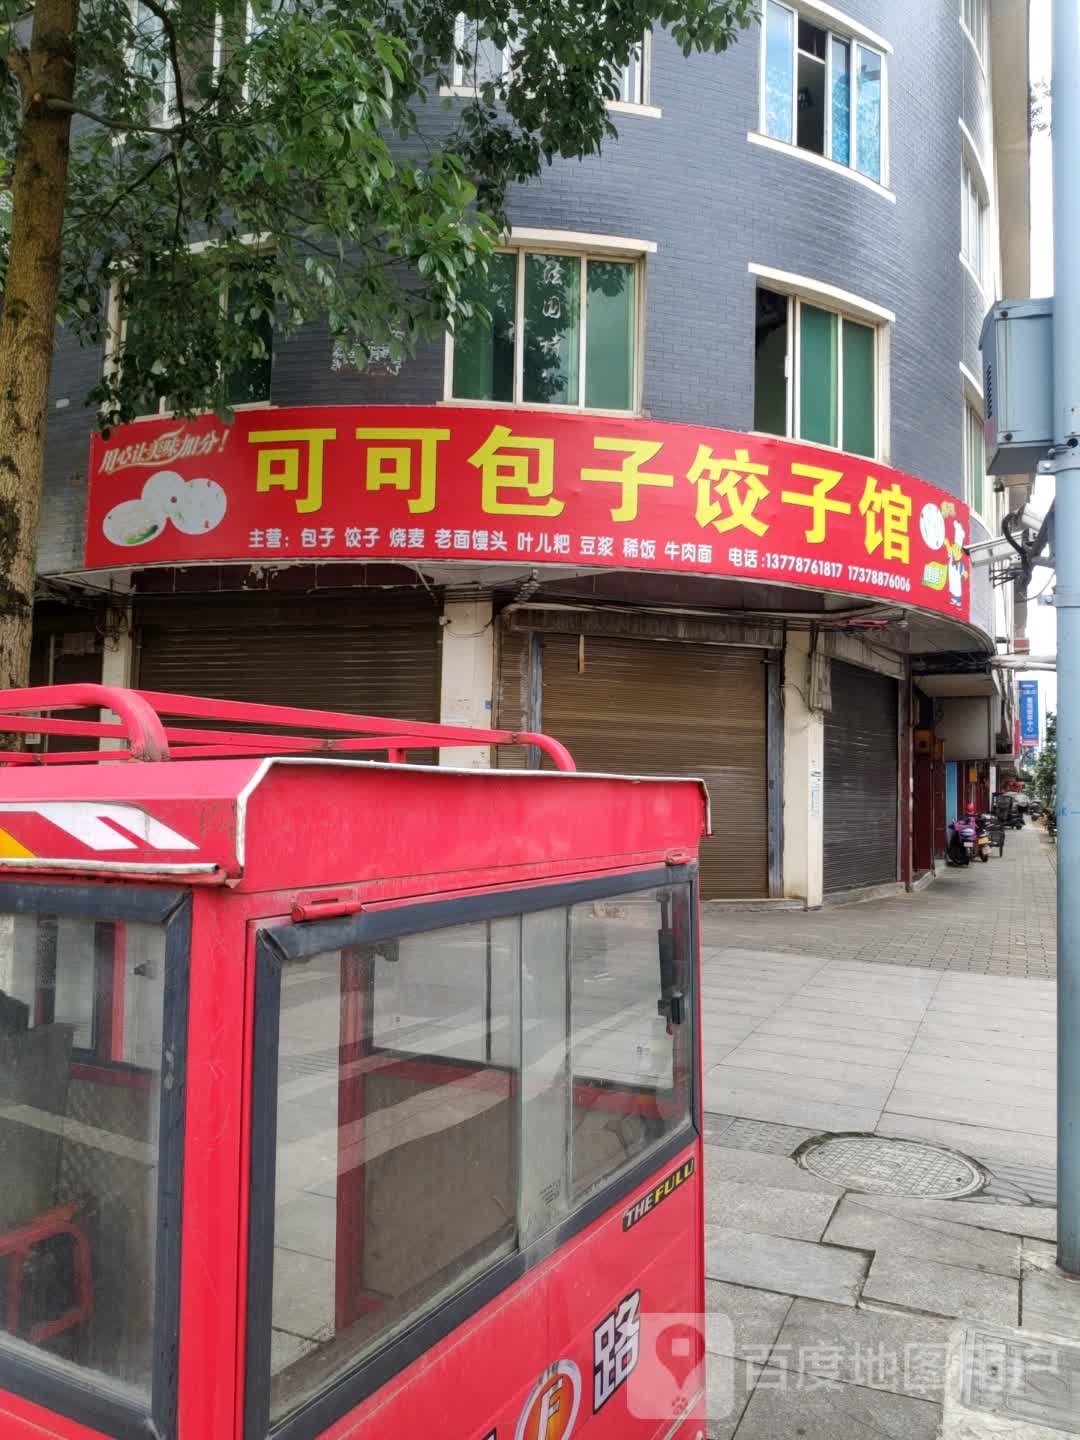 用心让美味加分!
可可包子饺子馆
主营: 包子 饺子 烧麦 老面馒头 叶儿粑 豆浆 稀饭 牛肉面 电话:13778761817 17378876006
THE FULU
路
百度地图用户